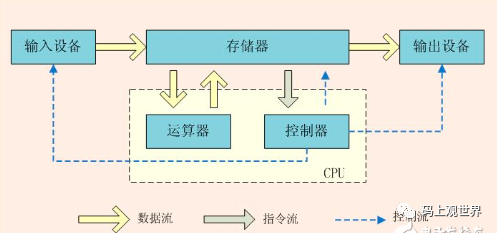 输入设备
存储器
输出设备
运算器
控制器
CPU
码上观世界
数据流
指令流
控制流